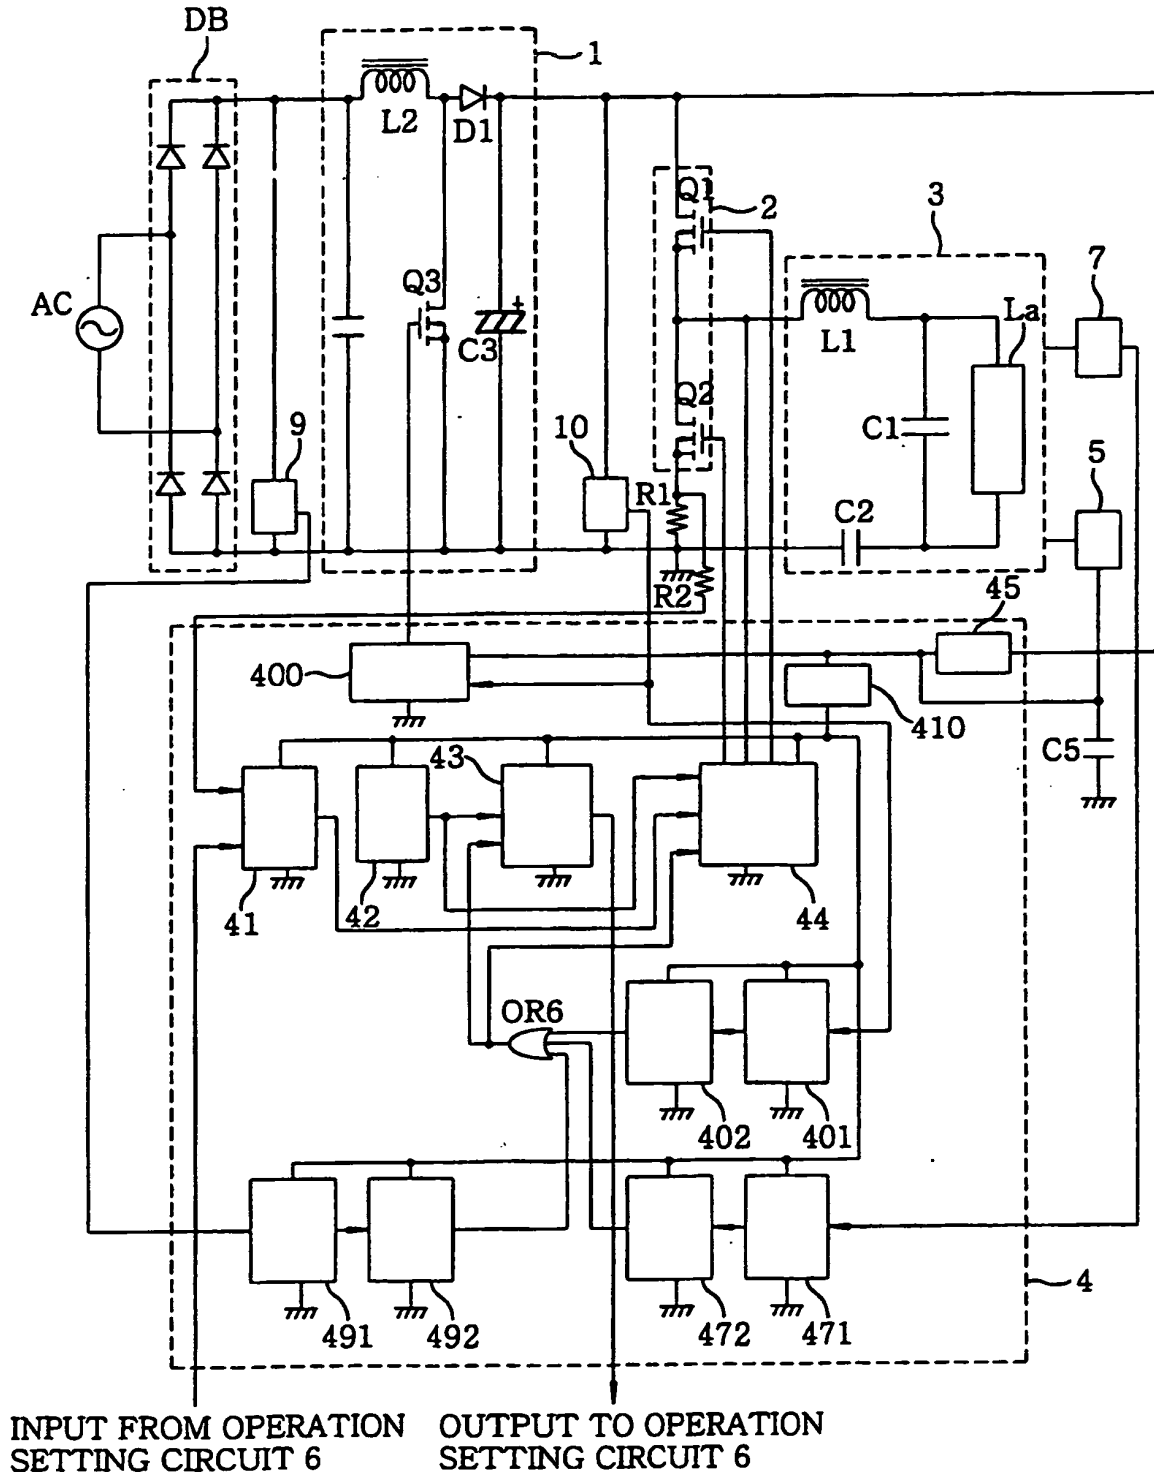 DB
1
L2
D1
Q1
2
3
7
AC
Q3
C3
L1
La
Q2
9
10
C1
5
R1
C2
R2
45
400
410
43
C5
41
42
44
OR6
402
401
491
492
472
471
4
INPUT FROM OPERATION
SETTING CIRCUIT 6
OUTPUT TO OPERATION
SETTING CIRCUIT 6